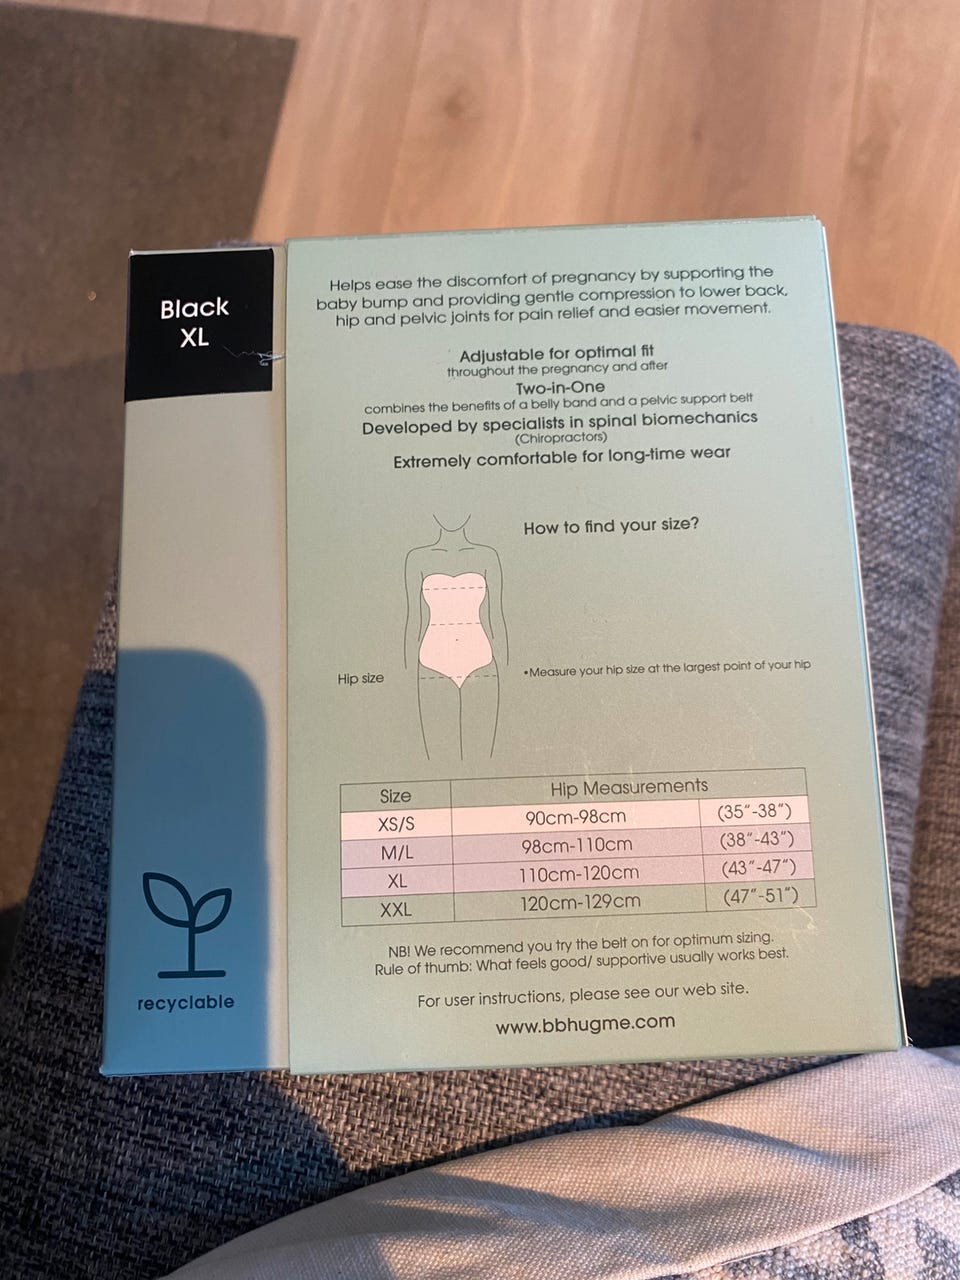 Black
XL
recyclable
Helps ease the discomfort of pregnancy by supporting the
baby bump and providing gentle compression to lower back,
hip and pelvic joints for pain relief and easier movement.
Adjustable for optimal fit
throughout the pregnancy and after
Two-in-One
combines the benefits of a belly band and a pelvic support belt
Developed by specialists in spinal biomechanics
(Chiropractors)
Extremely comfortable for long-time wear
How to find your size?
Hip size
•Measure your hip size at the largest point of your hip
Size Hip Measurements
XS/S 90cm-98cm (35"-38")
M/L 98cm-110cm (38"-43")
XL 110cm-120cm (43"-47")
XXL 120cm-129cm (47"-51")
NB! We recommend you try the belt on for optimum sizing.
Rule of thumb: What feels good/ supportive usually works best.
For user instructions, please see our web site.
www.bbhugme.com